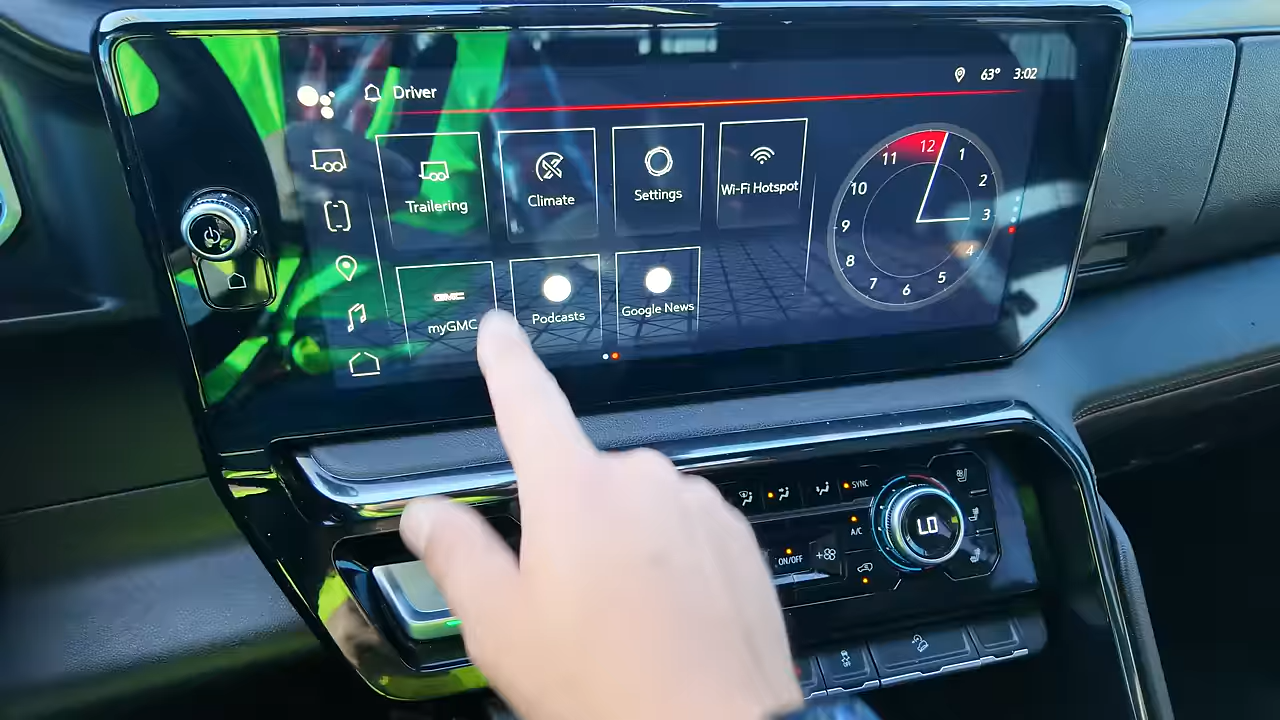 Driver
63° 3:02
Trailering
Climate
Settings
Wi-Fi Hotspot
GMC
myGMC
Podcasts
Google News
12
1
2
3
4
5
6
7
8
9
10
11
SYNC
A/C
LO
ON/OFF